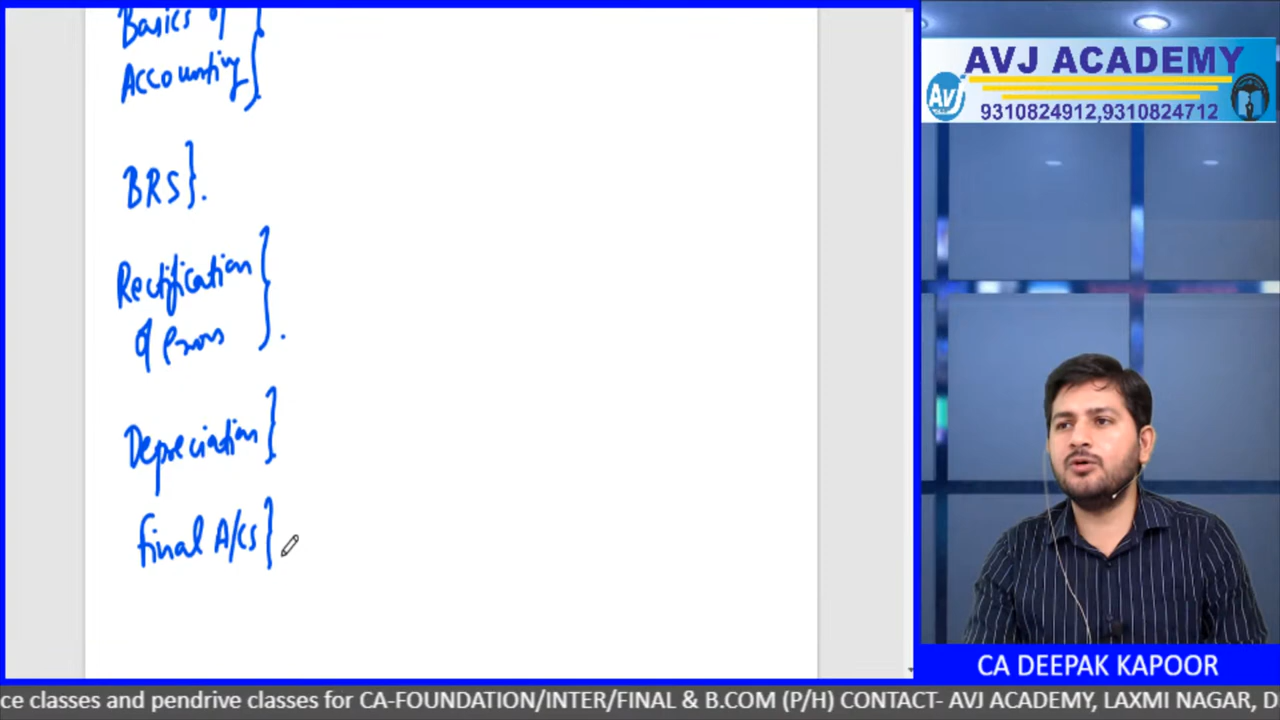 Basics of
Accounting
BRS
Rectification
of Errors
Depreciation
Final A/cs
AVJ ACADEMY
AVJ
9310824912,9310824712
CA DEEPAK KAPOOR
ce classes and pendrive classes for CA-FOUNDATION/INTER/FINAL & B.COM (P/H) CONTACT- AVJ ACADEMY, LAXMI NAGAR, D